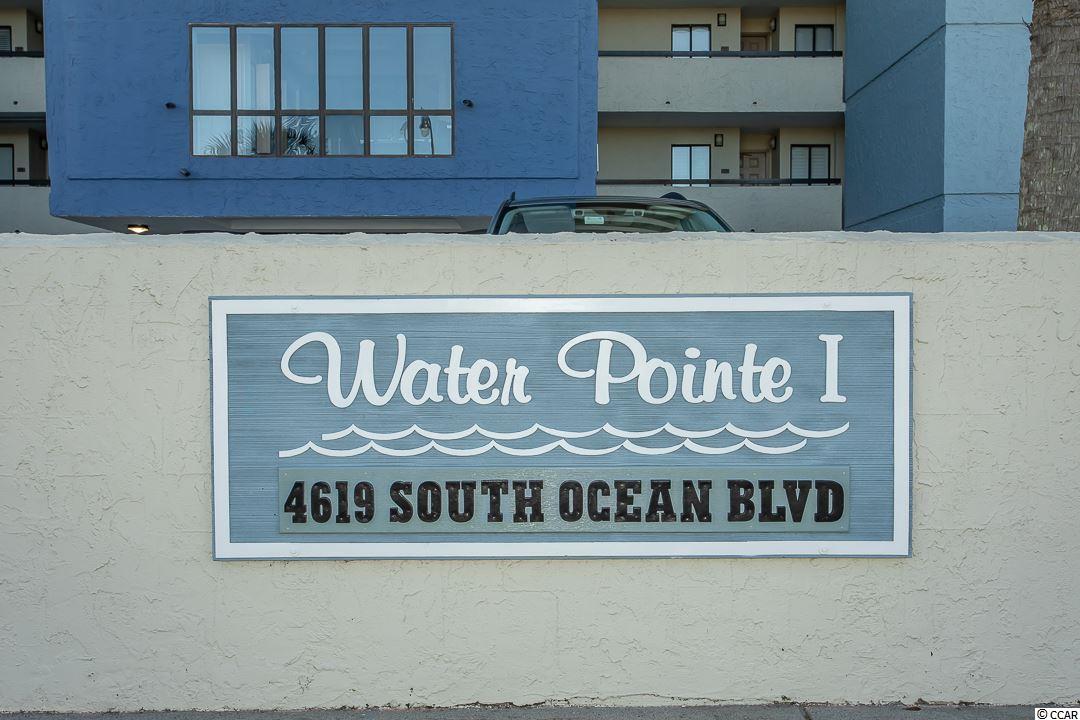 Water Pointe I
4619 SOUTH OCEAN BLVD
© CCAR